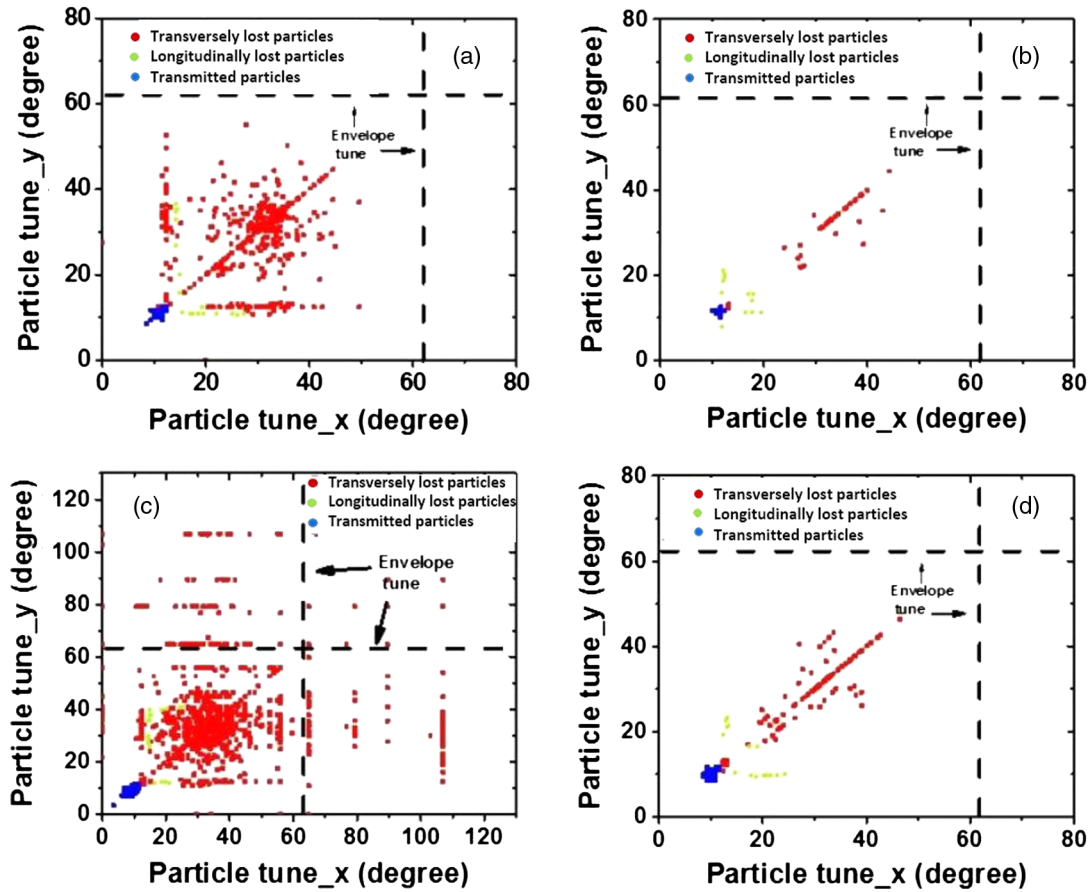 Transversely lost particles
(a)
Longitudinally lost particles
Transmitted particles
80
60
40
20
0
Envelope
tune
0 20 40 60 80
Particle tune_y (degree)
Particle tune_x (degree)
Transversely lost particles
(b)
Longitudinally lost particles
Transmitted particles
80
60
40
20
0
Envelope
tune
0 20 40 60 80
Particle tune_y (degree)
Particle tune_x (degree)
(c)
Transversely lost particles
Longitudinally lost particles
Transmitted particles
120
100
80
60
40
20
0
Envelope
tune
0 20 40 60 80 100 120
Particle tune_y (degree)
Particle tune_x (degree)
Transversely lost particles
(d)
Longitudinally lost particles
Transmitted particles
80
60
40
20
0
Envelope
tune
0 20 40 60 80
Particle tune_y (degree)
Particle tune_x (degree)